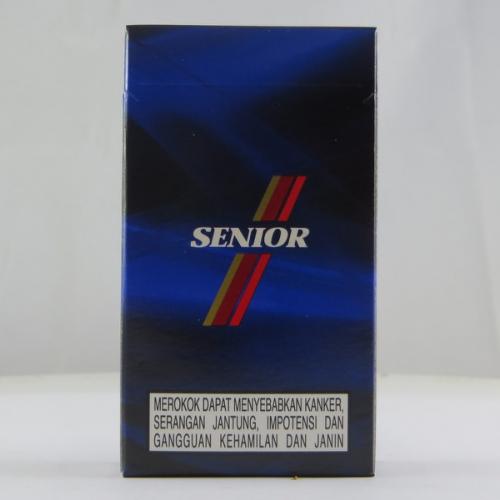 SENIOR
MEROKOK DAPAT MENYEBABKAN KANKER,
SERANGAN JANTUNG, IMPOTENSI DAN
GANGGUAN KEHAMILAN DAN JANIN